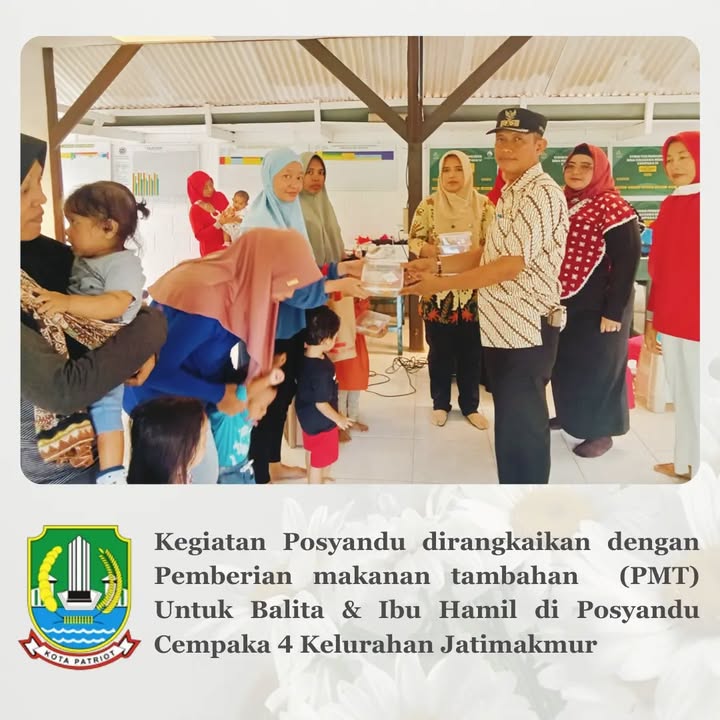 Kegiatan Posyandu dirangkaikan dengan
Pemberian makanan tambahan (PMT)
Untuk Balita & Ibu Hamil di Posyandu
Cempaka 4 Kelurahan Jatimakmur
KOTA PATRIOT